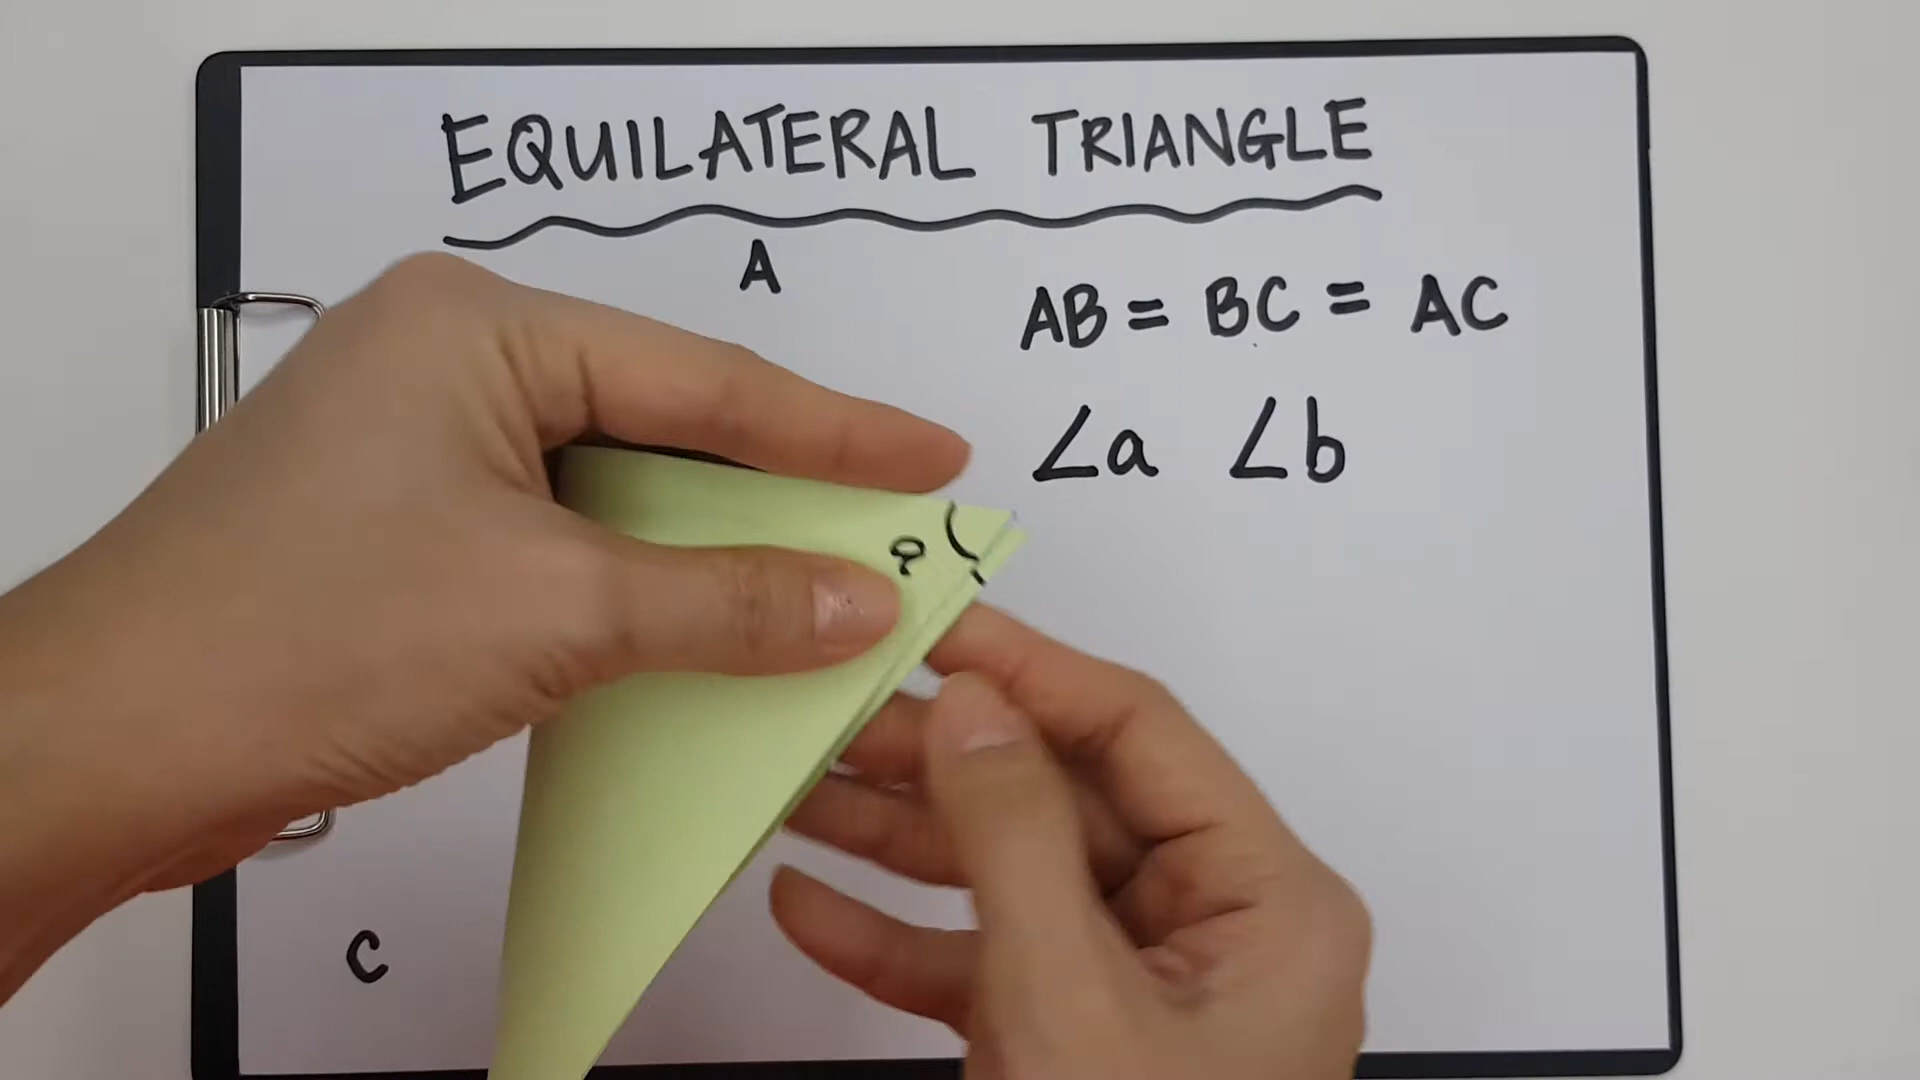 EQUILATERAL TRIANGLE
A
AB = BC = AC
∠a ∠b
a
C